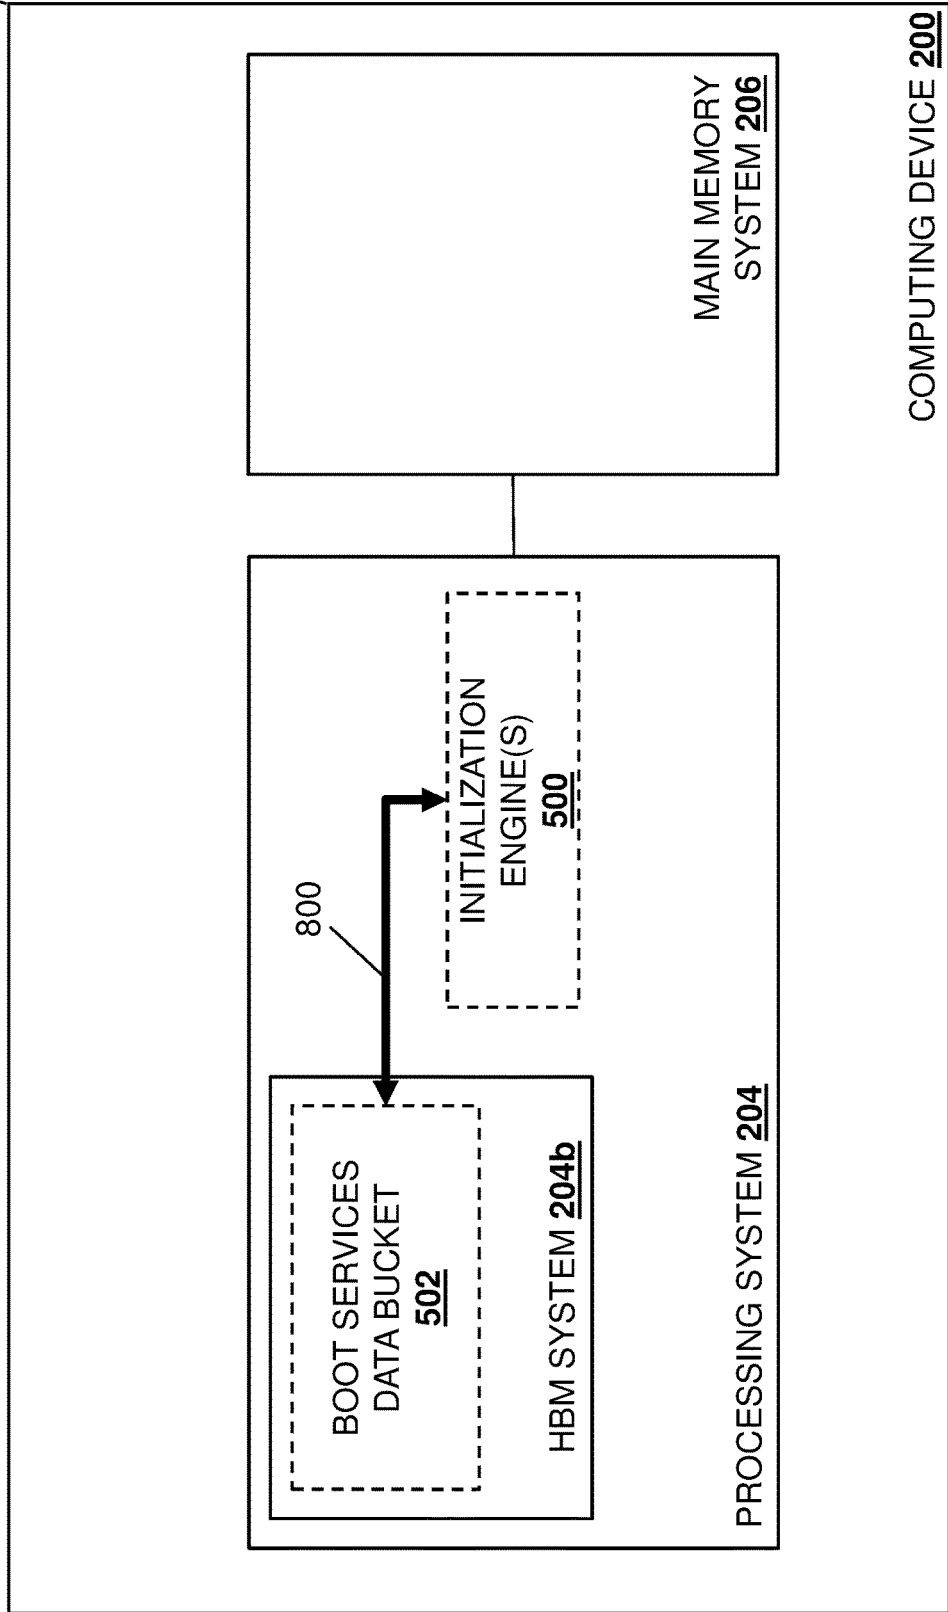 800
BOOT SERVICES
DATA BUCKET
502
HBM SYSTEM 204b
INITIALIZATION
ENGINE(S)
500
PROCESSING SYSTEM 204
MAIN MEMORY
SYSTEM 206
COMPUTING DEVICE 200